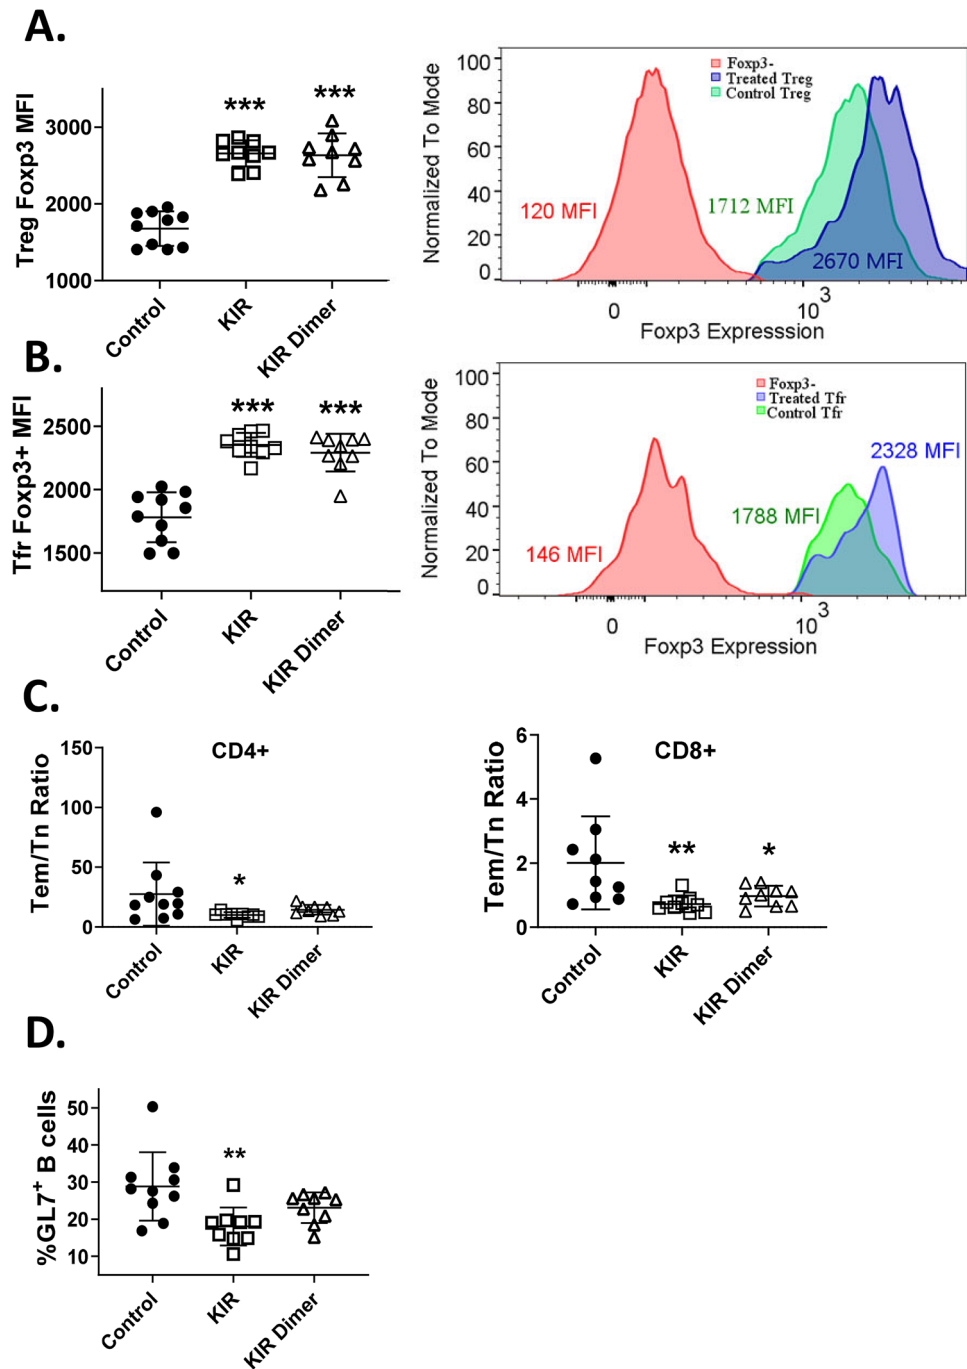 A.
Treg Foxp3 MFI
3000
2000
1000
***
***
Control
KIR
KIR Dimer
Normalized To Mode
100
80
60
40
20
0
Foxp3-
Treated Treg
Control Treg
120 MFI
1712 MFI
2670 MFI
0
10 3
Foxp3 Expresssion
B.
Tfr Foxp3+ MFI
2500
2000
1500
***
***
Control
KIR
KIR Dimer
Normalized To Mode
100
80
60
40
20
0
Foxp3-
Treated Tfr
Control Tfr
2328 MFI
1788 MFI
146 MFI
0
10 3
Foxp3 Expression
C.
CD4+
Tem/Tn Ratio
150
100
50
0
*
Control
KIR
KIR Dimer
CD8+
Tem/Tn Ratio
6
4
2
0
**
*
Control
KIR
KIR Dimer
D.
%GL7+ B cells
50
40
30
20
10
**
Control
KIR
KIR Dimer